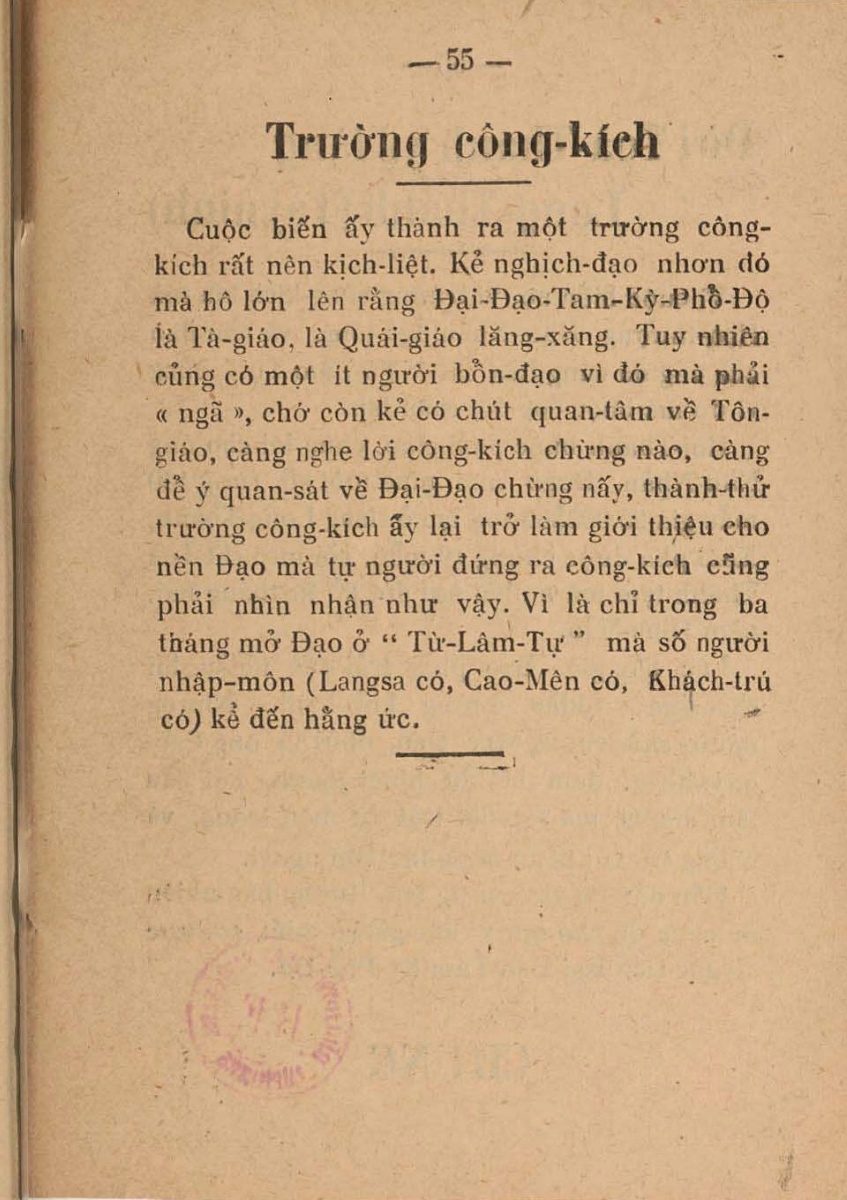 — 55 —
Trường công-kích
Cuộc biến ấy thành ra một trường công-
kích rất nên kịch-liệt. Kẻ nghịch-đạo nhơn đó
mà hô lớn lên rằng Đại-Đạo-Tam-Kỳ-Phổ-Độ
là Tà-giáo, là Quái-giáo lăng-xăng. Tuy nhiên
củng có một ít người bổn-đạo vì đó mà phải
« ngã », chớ còn kẻ có chút quan-tâm về Tôn-
giáo, càng nghe lời công-kích chừng nào, càng
để ý quan-sát về Đại-Đạo chừng nấy, thành-thử
trường công-kích ấy lại trở làm giới thiệu cho
nền Đạo mà tự người đứng ra công-kích cũng
phải nhìn nhận như vậy. Vì là chỉ trong ba
tháng mở Đạo ở “ Từ-Lâm-Tự ” mà số người
nhập-môn (Langsa có, Cao-Mên có, Khách-trú
có) kể đến hằng ức.